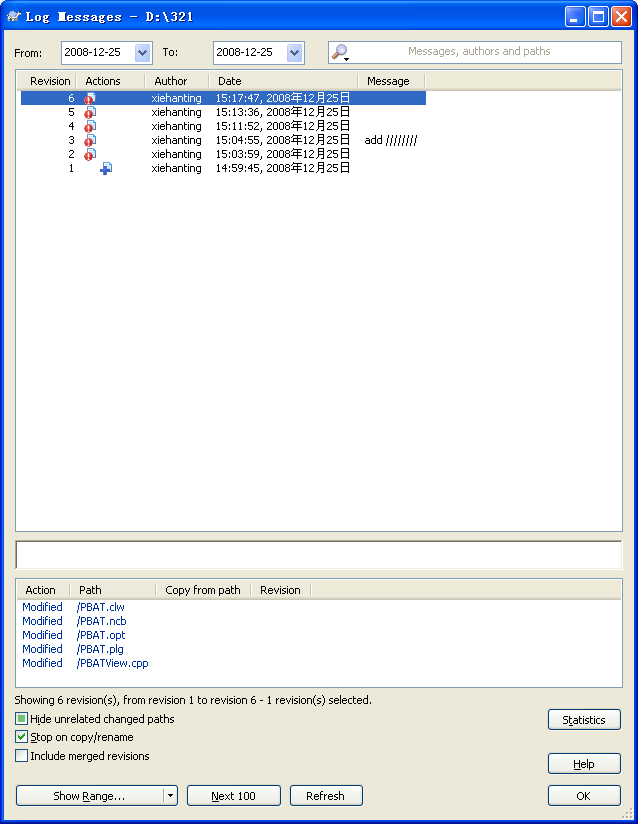 Log Messages - D:\321
From: 2008-12-25 To: 2008-12-25 Messages, authors and paths
Revision Actions Author Date Message
6 xiehanting 15:17:47, 2008年12月25日
5 xiehanting 15:13:36, 2008年12月25日
4 xiehanting 15:11:52, 2008年12月25日
3 xiehanting 15:04:55, 2008年12月25日 add ////////
2 xiehanting 15:03:59, 2008年12月25日
1 xiehanting 14:59:45, 2008年12月25日
Action Path Copy from path Revision
Modified /PBAT.clw
Modified /PBAT.ncb
Modified /PBAT.opt
Modified /PBAT.plg
Modified /PBATView.cpp
Showing 6 revision(s), from revision 1 to revision 6 - 1 revision(s) selected.
Hide unrelated changed paths
Statistics
Stop on copy/rename
Include merged revisions
Help
Show Range... Next 100 Refresh OK